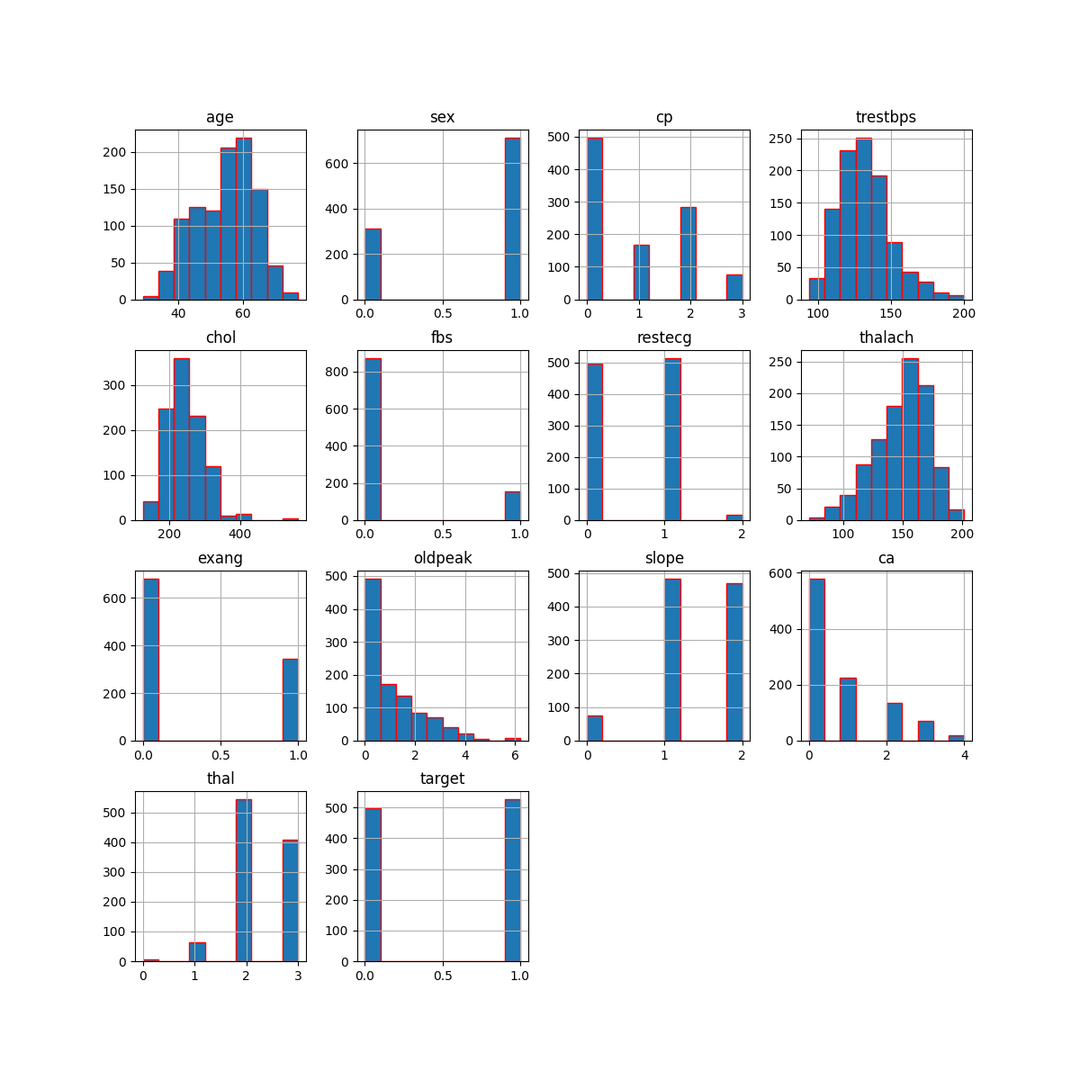 age sex cp trestbps
200 150 100 50 0
40 60
600 400 200 0
0.0 0.5 1.0
500 400 300 200 100 0
0 1 2 3
250 200 150 100 50 0
100 150 200
chol fbs restecg thalach
300 200 100 0
200 400
800 600 400 200 0
0.0 0.5 1.0
500 400 300 200 100 0
0 1 2
250 200 150 100 50 0
100 150 200
exang oldpeak slope ca
600 400 200 0
0.0 0.5 1.0
500 400 300 200 100 0
0 2 4 6
500 400 300 200 100 0
0 1 2
600 400 200 0
0 2 4
thal target
500 400 300 200 100 0
0 1 2 3
500 400 300 200 100 0
0.0 0.5 1.0